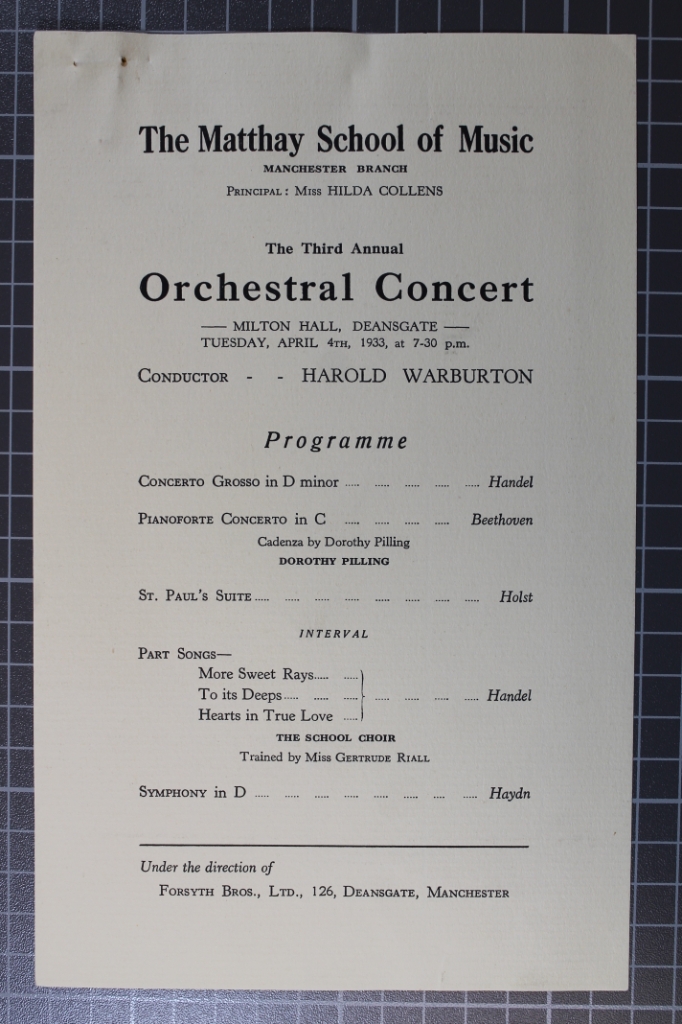 The Matthay School of Music
MANCHESTER BRANCH
PRINCIPAL: MISS HILDA COLLENS
The Third Annual
Orchestral Concert
— MILTON HALL, DEANSGATE —
TUESDAY, APRIL 4TH, 1933, at 7-30 p.m.
CONDUCTOR - - HAROLD WARBURTON
Programme
CONCERTO GROSSO in D minor ..... ..... ..... ..... ..... Handel
PIANOFORTE CONCERTO in C ..... ..... ..... ..... Beethoven
Cadenza by Dorothy Pilling
DOROTHY PILLING
ST. PAUL'S SUITE ..... ..... ..... ..... ..... ..... ..... ..... Holst
INTERVAL
PART SONGS—
More Sweet Rays ..... .....
To its Deeps ..... ..... ..... ..... ..... ..... ..... Handel
Hearts in True Love .....
THE SCHOOL CHOIR
Trained by Miss GERTRUDE RIALL
SYMPHONY in D ..... ..... ..... ..... ..... ..... ..... ..... Haydn
Under the direction of
FORSYTH BROS., LTD., 126, DEANSGATE, MANCHESTER